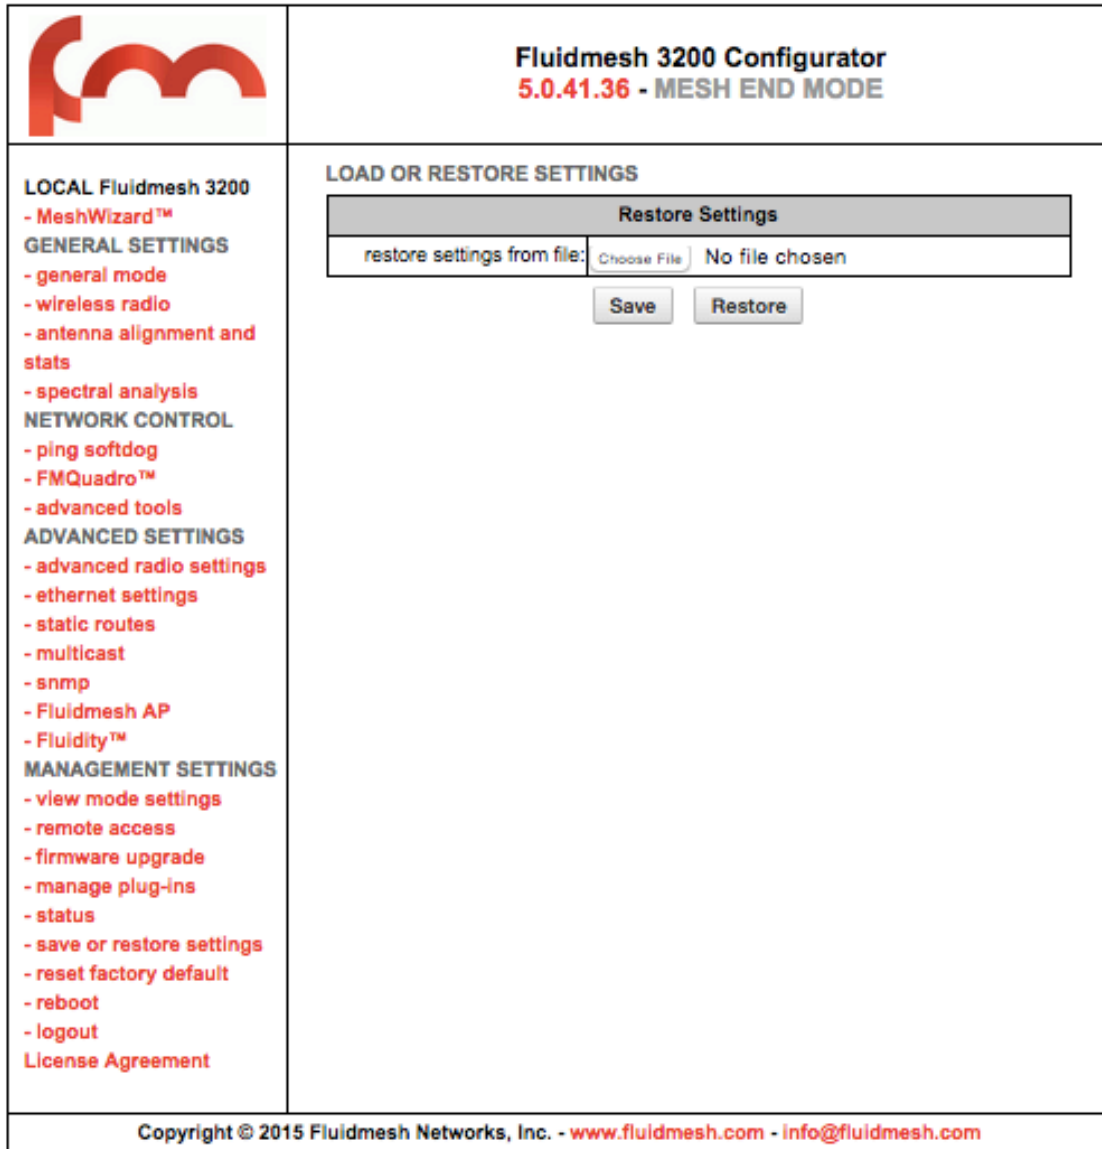 fm
Fluidmesh 3200 Configurator
5.0.41.36 - MESH END MODE
LOCAL Fluidmesh 3200
- MeshWizard™
GENERAL SETTINGS
- general mode
- wireless radio
- antenna alignment and
stats
- spectral analysis
NETWORK CONTROL
- ping softdog
- FMQuadro™
- advanced tools
ADVANCED SETTINGS
- advanced radio settings
- ethernet settings
- static routes
- multicast
- snmp
- Fluidmesh AP
- Fluidity™
MANAGEMENT SETTINGS
- view mode settings
- remote access
- firmware upgrade
- manage plug-ins
- status
- save or restore settings
- reset factory default
- reboot
- logout
License Agreement
LOAD OR RESTORE SETTINGS
Restore Settings
restore settings from file: Choose File No file chosen
Save Restore
Copyright © 2015 Fluidmesh Networks, Inc. - www.fluidmesh.com - info@fluidmesh.com